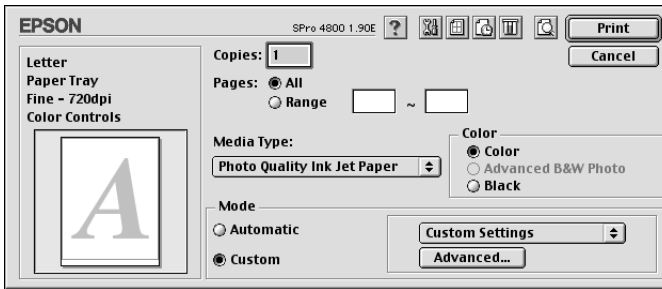 EPSON
SPro 4800 1.90E ? Print
Cancel
Letter
Paper Tray
Fine - 720dpi
Color Controls
A
Copies: 1
Pages: All
Range ~
Media Type:
Photo Quality Ink Jet Paper
Color
Color
Advanced B&W Photo
Black
Mode
Automatic
Custom
Custom Settings
Advanced...